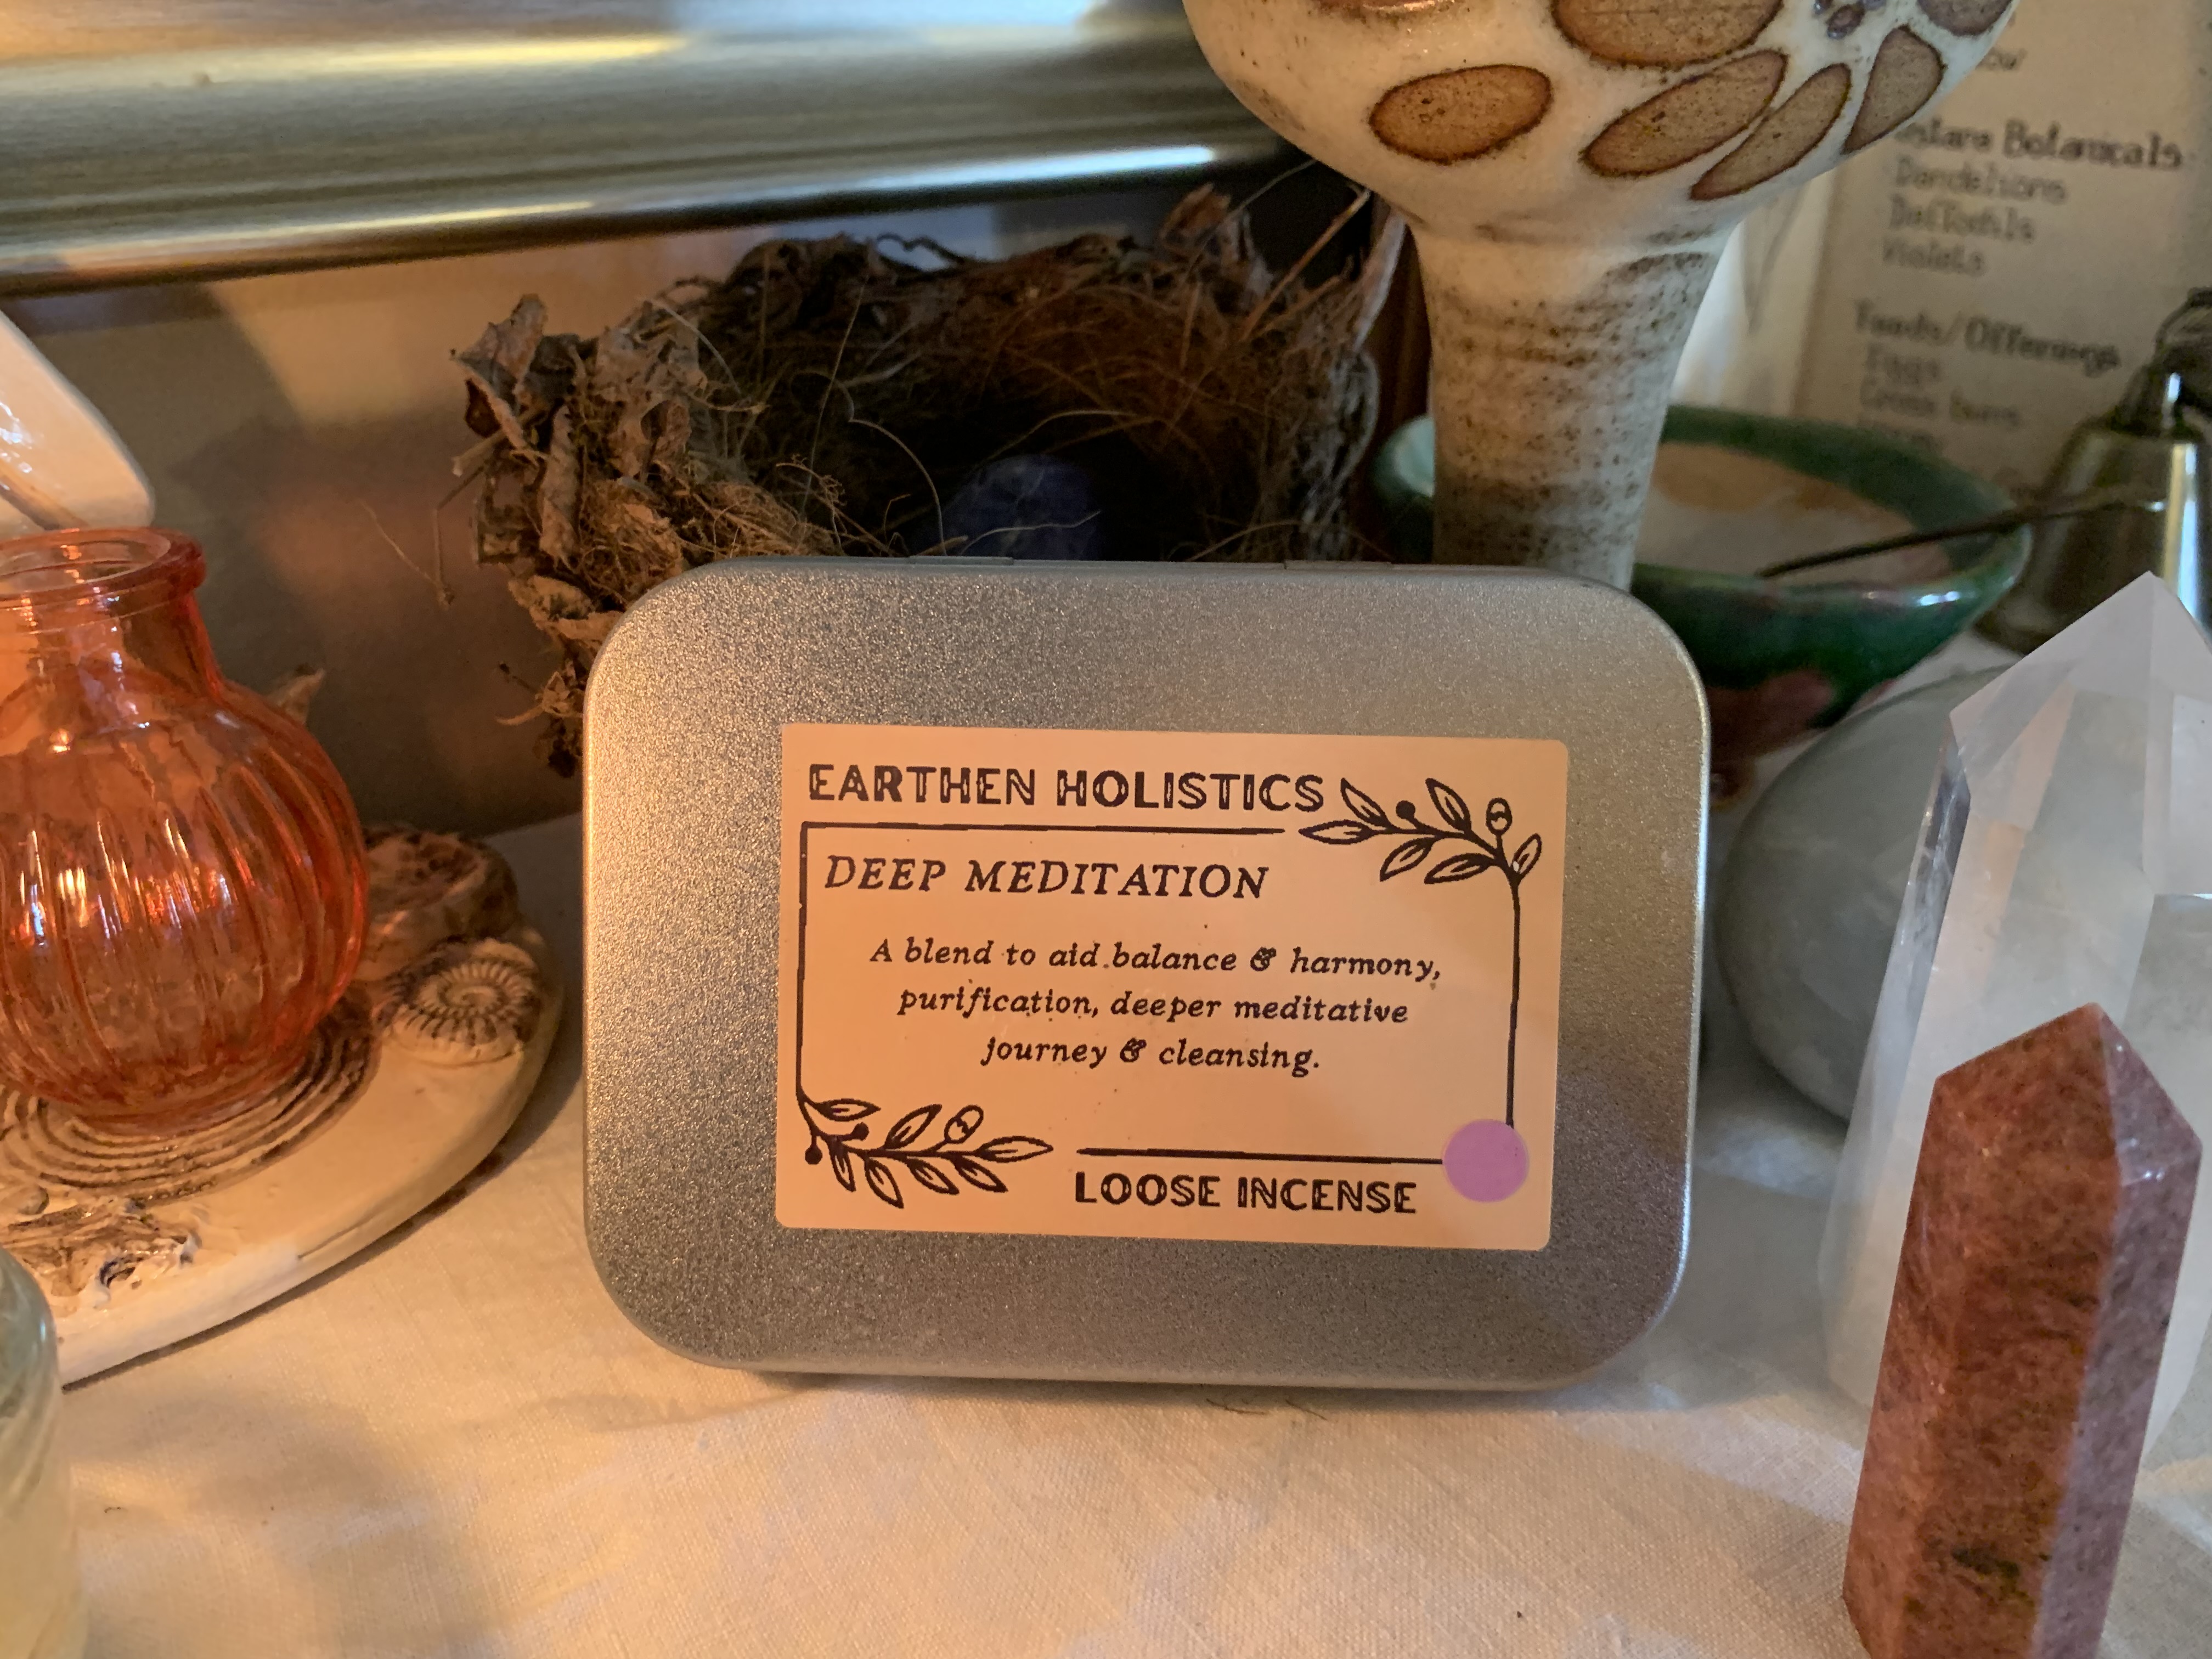 EARTHEN HOLISTICS
DEEP MEDITATION
A blend to aid balance & harmony,
purification, deeper meditative
journey & cleansing.
LOOSE INCENSE
Botanicals
Dandelions
Daffodils
Violets
Foods/Offerings
Eggs